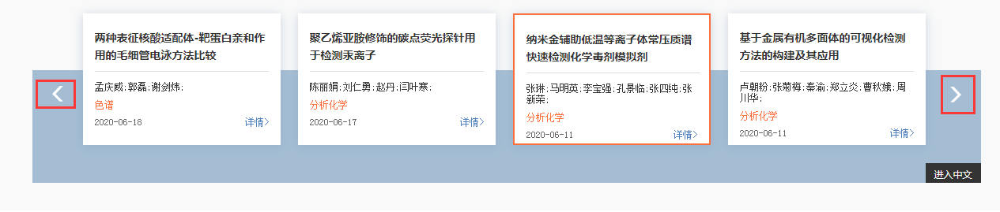 两种表征核酸适配体-靶蛋白亲和作
用的毛细管电泳方法比较
孟庆威;郭磊;谢剑炜;
色谱
2020-06-18
详情>
聚乙烯亚胺修饰的碳点荧光探针用
于检测汞离子
陈丽娟;刘仁勇;赵丹;闫叶寒;
分析化学
2020-06-17
详情>
纳米金辅助低温等离子体常压质谱
快速检测化学毒剂模拟剂
张琳;马明英;李宝强;孔景临;张四纯;张
新荣;
分析化学
2020-06-11
详情>
基于金属有机多面体的可视化检测
方法的构建及其应用
卢朝粉;张菊梅;秦渝;郑立炎;曹秋娥;周
川华;
分析化学
2020-06-11
详情>
进入中文